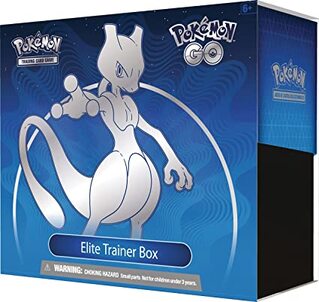 POKÉMON
TRADING CARD GAME
POKÉMON
GO
6+
POKÉMON
Elite Trainer Box
WARNING: CHOKING HAZARD Small parts Not for children under 3 years.